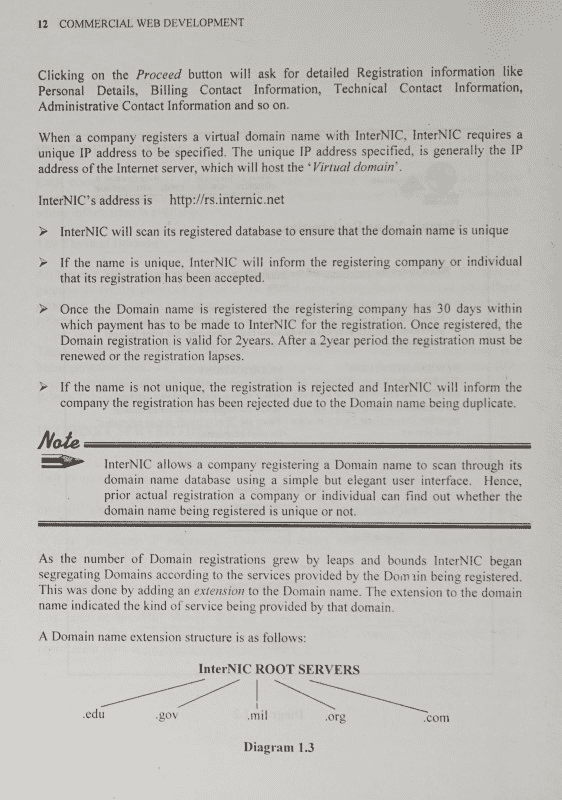 12 COMMERCIAL WEB DEVELOPMENT
Clicking on the Proceed button will ask for detailed Registration information like
Personal Details, Billing Contact Information, Technical Contact Information,
Administrative Contact Information and so on.
When a company registers a virtual domain name with InterNIC, InterNIC requires a
unique IP address to be specified. The unique IP address specified, is generally the IP
address of the Internet server, which will host the 'Virtual domain'.
InterNIC's address is http://rs.internic.net
➢ InterNIC will scan its registered database to ensure that the domain name is unique
➢ If the name is unique, InterNIC will inform the registering company or individual
that its registration has been accepted.
➢ Once the Domain name is registered the registering company has 30 days within
which payment has to be made to InterNIC for the registration. Once registered, the
Domain registration is valid for 2years. After a 2year period the registration must be
renewed or the registration lapses.
➢ If the name is not unique, the registration is rejected and InterNIC will inform the
company the registration has been rejected due to the Domain name being duplicate.
Note
InterNIC allows a company registering a Domain name to scan through its
domain name database using a simple but elegant user interface. Hence,
prior actual registration a company or individual can find out whether the
domain name being registered is unique or not.
As the number of Domain registrations grew by leaps and bounds InterNIC began
segregating Domains according to the services provided by the Domain being registered.
This was done by adding an extension to the Domain name. The extension to the domain
name indicated the kind of service being provided by that domain.
A Domain name extension structure is as follows:
InterNIC ROOT SERVERS
.edu .gov .mil .org .com
Diagram 1.3